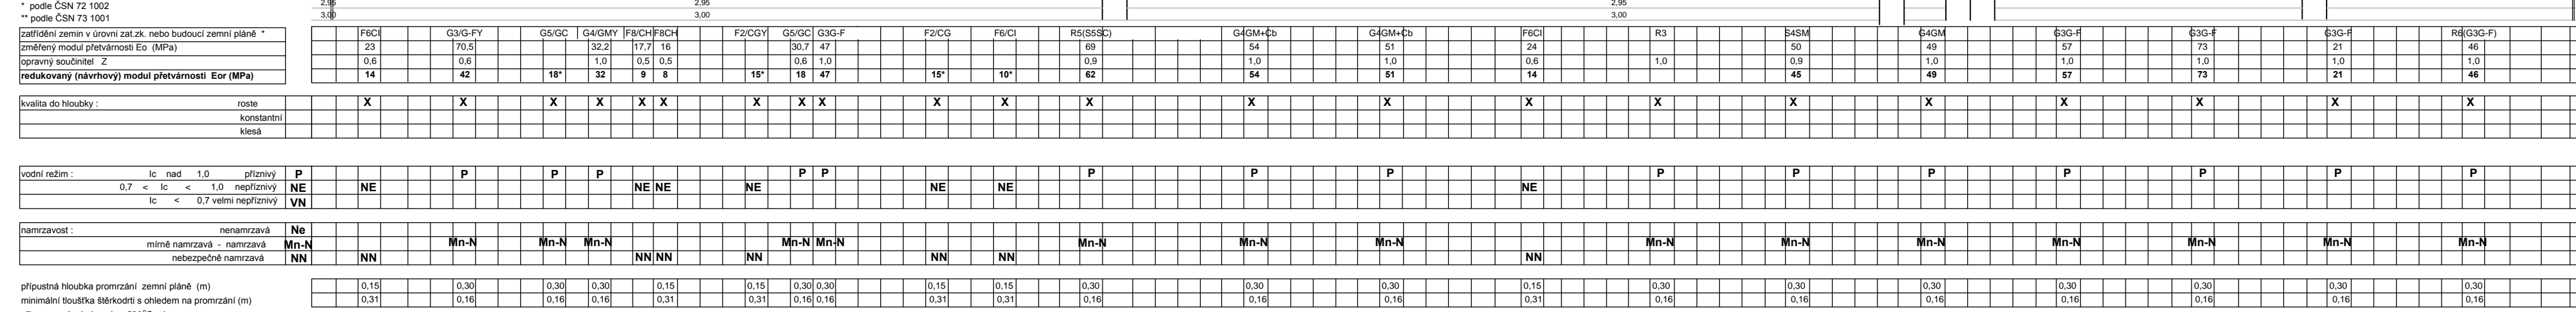 2,95 2,95 2,95
* podle ČSN 72 1002
3,00 3,00 3,00
** podle ČSN 73 1001
zatřídění zemin v úrovni zat.zk. nebo budoucí zemní pláně * F6CI G3/G-FY G5/GC G4/GMY F8/CH F8CH F2/CGY G5/GC G3G-F F2/CG F6/CI R5(S5SC) G4GM+Cb G4GM+Cb F6CI R3 S4SM G4GM G3G-F G3G-F G3G-F R6(G3G-F)
změřený modul přetvárnosti Eo (MPa) 23 70,5 32,2 17,7 16 30,7 47 69 54 51 24 50 49 57 73 21 46
opravný součinitel Z 0,6 0,6 1,0 0,5 0,5 0,6 1,0 0,9 1,0 1,0 0,6 1,0 0,9 1,0 1,0 1,0 1,0 1,0
redukovaný (návrhový) modul přetvárnosti Eor (MPa) 14 42 18* 32 9 8 15* 18 47 15* 10* 62 54 51 14 45 49 57 73 21 46
kvalita do hloubky : roste X X X X X X X X X X X X X X X X X X X X X X
konstantní
klesá
vodní režim : Ic nad 1,0 příznivý P P P P P P P P P P P P P P P P
0,7 < Ic < 1,0 nepříznivý NE NE NE NE NE NE NE NE
Ic < 0,7 velmi nepříznivý VN
namrzavost : nenamrzavá Ne
mírně namrzavá - namrzavá Mn-N Mn-N Mn-N Mn-N Mn-N Mn-N Mn-N Mn-N Mn-N Mn-N Mn-N Mn-N Mn-N Mn-N Mn-N Mn-N
nebezpečně namrzavá NN NN NN NN NN NN NN NN
přípustná hloubka promrzání zemní pláně (m) 0,15 0,30 0,30 0,30 0,15 0,15 0,30 0,30 0,15 0,15 0,30 0,30 0,30 0,15 0,30 0,30 0,30 0,30 0,30 0,30 0,30
minimální tloušťka štěrkodrti s ohledem na promrzání (m) 0,31 0,16 0,16 0,16 0,31 0,31 0,16 0,16 0,31 0,31 0,16 0,16 0,16 0,31 0,16 0,16 0,16 0,16 0,16 0,16 0,16